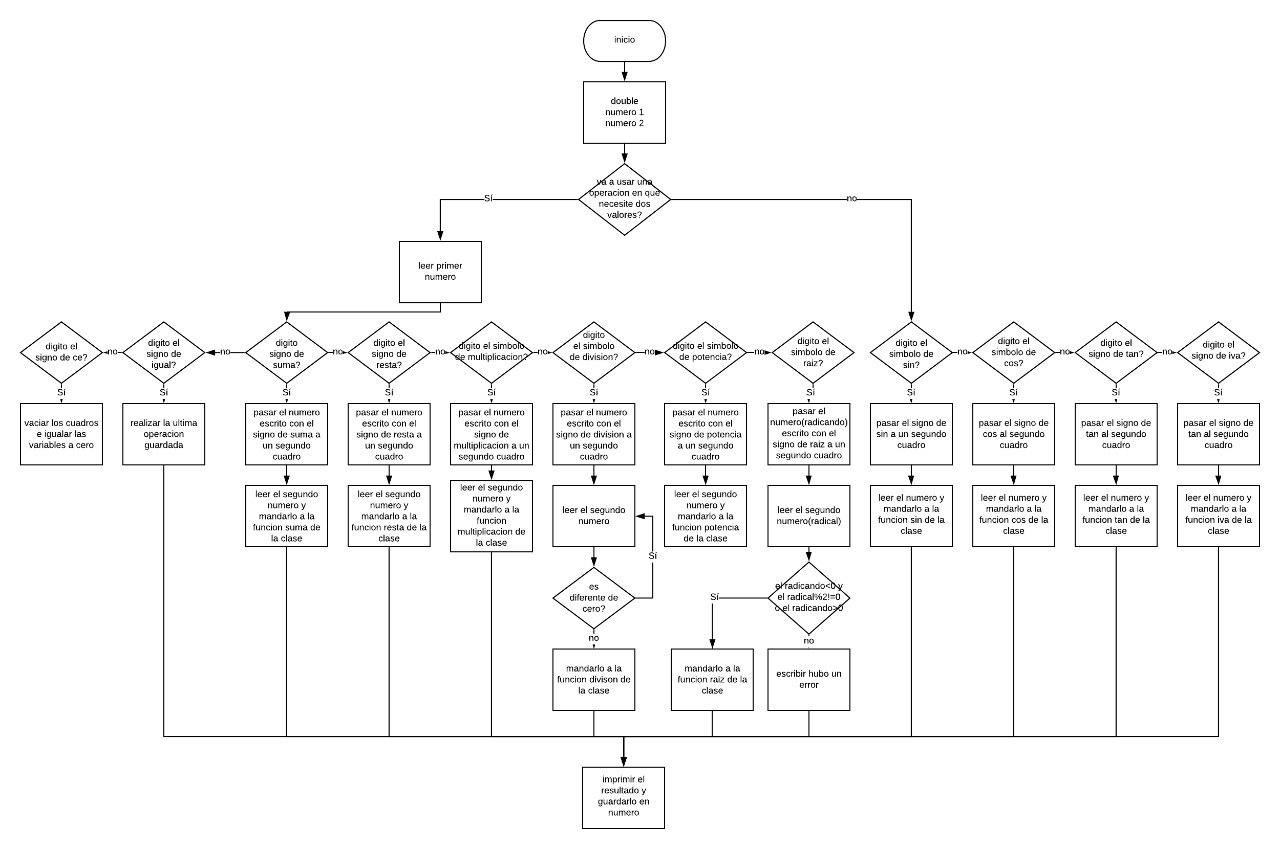 inicio
double
numero 1
numero 2
va a usar una
operacion en que
necesite dos
valores?
Sí
no
leer primer
numero
digito el
signo de ce?
no
digito el
signo de
igual?
no
digito
signo de
suma?
no
digito el
signo de
resta?
no
digito el simbolo
de multiplicacion?
no
digito
el simbolo
de division?
no
digito el simbolo
de potencia?
no
digito el
simbolo de
raiz?
digito el
simbolo de
sin?
no
digito el
simbolo de
cos?
no
digito el
signo de tan?
no
digito el
signo de iva?
Sí
Sí
Sí
Sí
Sí
Sí
Sí
Sí
Sí
Sí
Sí
Sí
vaciar los cuadros
e igualar las
variables a cero
realizar la ultima
operacion
guardada
pasar el numero
escrito con el
signo de suma a
un segundo
cuadro
pasar el numero
escrito con el
signo de resta a
un segundo
cuadro
pasar el numero
escrito con el
signo de
multiplicacion a un
segundo cuadro
pasar el numero
escrito con el
signo de division a
un segundo
cuadro
pasar el numero
escrito con el
signo de potencia
a un segundo
cuadro
pasar el
numero(radicando)
escrito con el
signo de raiz a un
segundo cuadro
pasar el signo de
sin a un segundo
cuadro
pasar el signo de
cos al segundo
cuadro
pasar el signo de
tan al segundo
cuadro
pasar el signo de
tan al segundo
cuadro
leer el segundo
numero y
mandarlo a la
funcion suma de
la clase
leer el segundo
numero y
mandarlo a la
funcion resta de la
clase
leer el segundo
numero y
mandarlo a la
funcion
multiplicacion de
la clase
leer el segundo
numero
leer el segundo
numero y
mandarlo a la
funcion potencia
de la clase
leer el segundo
numero(radical)
leer el numero y
mandarlo a la
funcion sin de la
clase
leer el numero y
mandarlo a la
funcion cos de la
clase
leer el numero y
mandarlo a la
funcion tan de la
clase
leer el numero y
mandarlo a la
funcion iva de la
clase
Sí
es
diferente de
cero?
no
Sí
el radicando<0 y
el radical%2!=0
o el radicando>0
no
mandarlo a la
funcion divison de
la clase
mandarlo a la
funcion raiz de la
clase
escribir hubo un
error
imprimir el
resultado y
guardarlo en
numero